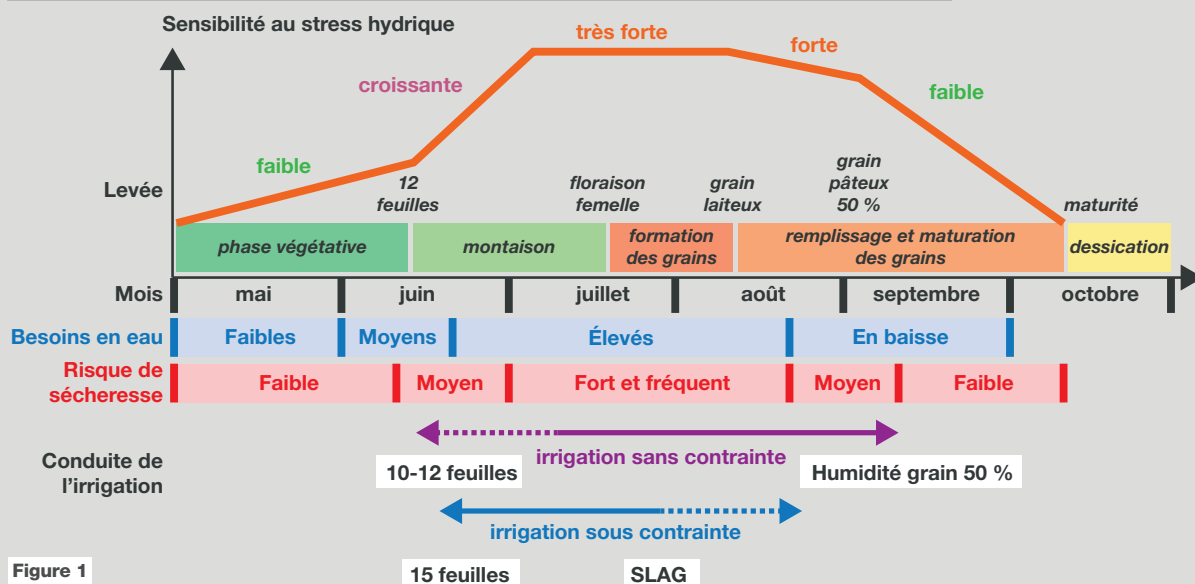 Sensibilité au stress hydrique
très forte
forte
croissante
faible
faible
Levée
12
feuilles
floraison
femelle
grain
laiteux
grain
pâteux
50 %
maturité
phase végétative
montaison
formation
des grains
remplissage et maturation
des grains
dessication
Mois
mai
juin
juillet
août
septembre
octobre
Besoins en eau
Faibles
Moyens
Élevés
En baisse
Risque de
sécheresse
Faible
Moyen
Fort et fréquent
Moyen
Faible
Conduite de
l’irrigation
irrigation sans contrainte
10-12 feuilles
Humidité grain 50 %
irrigation sous contrainte
15 feuilles
SLAG
Figure 1